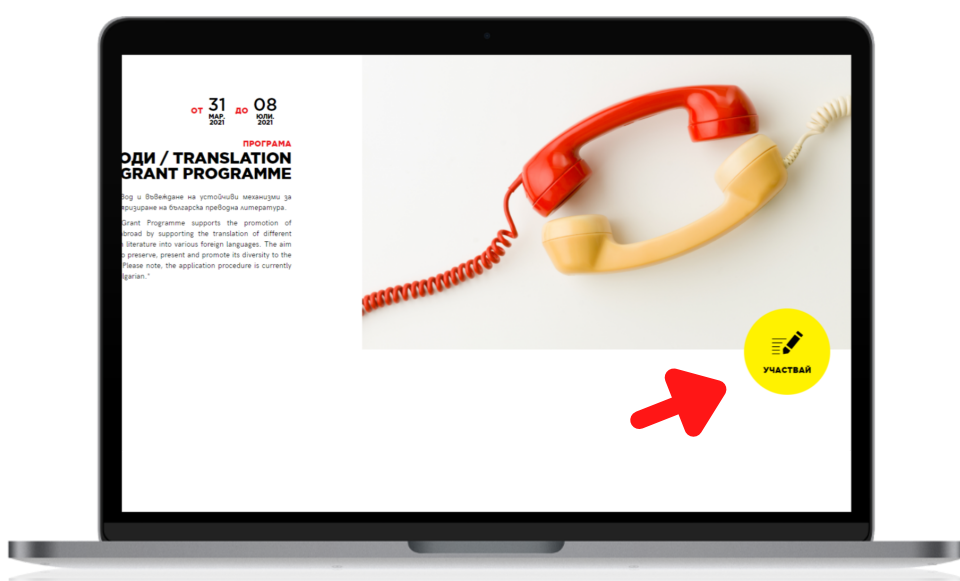 от 31 до 08
МАР. ЮЛИ.
2021 2021
ПРОГРАМА
ОДИ / TRANSLATION
GRANT PROGRAMME
вод и въвеждане на устойчиви механизми за
яризиране на българска преводна литература.
Grant Programme supports the promotion of
broad by supporting the translation of different
literature into various foreign languages. The aim
o preserve, present and promote its diversity to the
Please note, the application procedure is currently
lgarian."
УЧАСТВАЙ